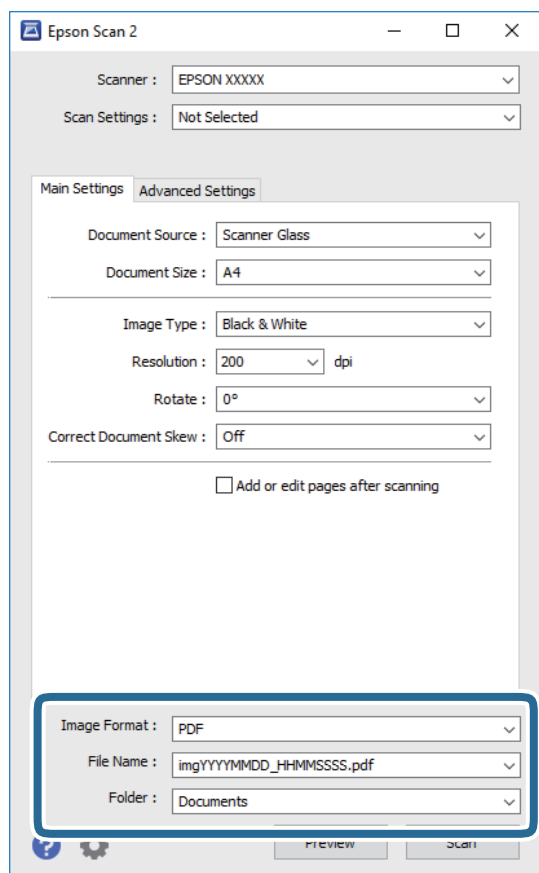 Epson Scan 2
Scanner : EPSON XXXXX
Scan Settings : Not Selected
Main Settings Advanced Settings
Document Source : Scanner Glass
Document Size : A4
Image Type : Black & White
Resolution : 200 dpi
Rotate : 0°
Correct Document Skew : Off
Add or edit pages after scanning
Image Format : PDF
File Name : imgYYYYMMDD_HHMMSSSS.pdf
Folder : Documents
? Preview Scan